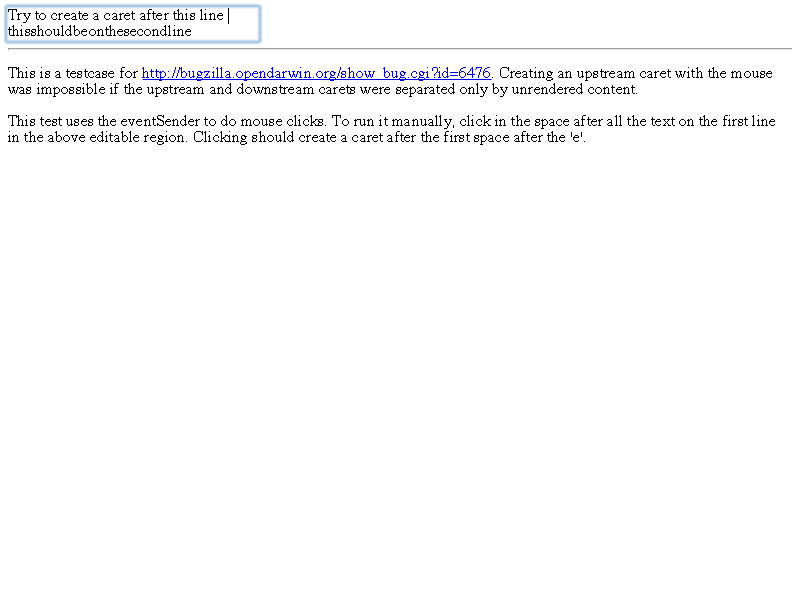 Try to create a caret after this line
thisshouldbeonthesecondline
This is a testcase for http://bugzilla.opendarwin.org/show_bug.cgi?id=6476. Creating an upstream caret with the mouse
was impossible if the upstream and downstream carets were separated only by unrendered content.
This test uses the eventSender to do mouse clicks. To run it manually, click in the space after all the text on the first line
in the above editable region. Clicking should create a caret after the first space after the 'e'.